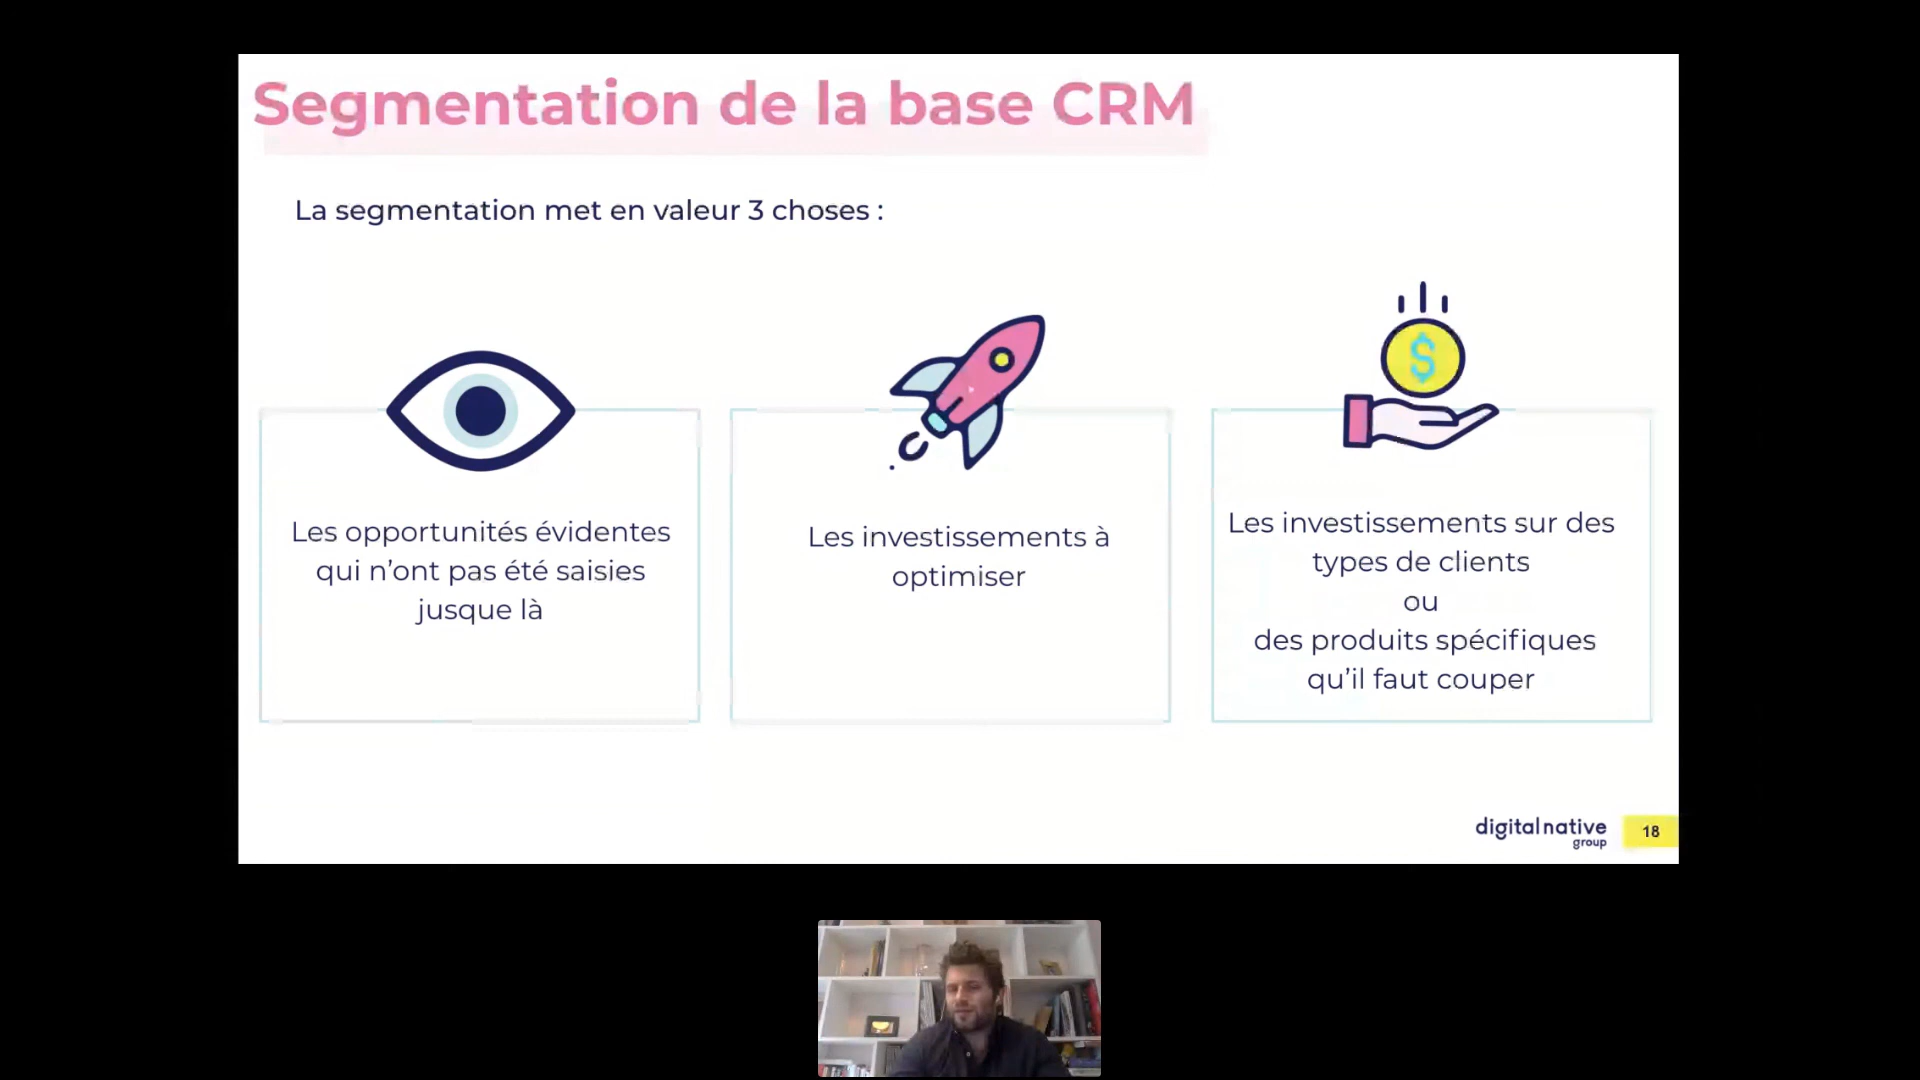 Segmentation de la base CRM
La segmentation met en valeur 3 choses :
$
Les opportunités évidentes
qui n’ont pas été saisies
jusque là
Les investissements à
optimiser
Les investissements sur des
types de clients
ou
des produits spécifiques
qu’il faut couper
digital native
group
18